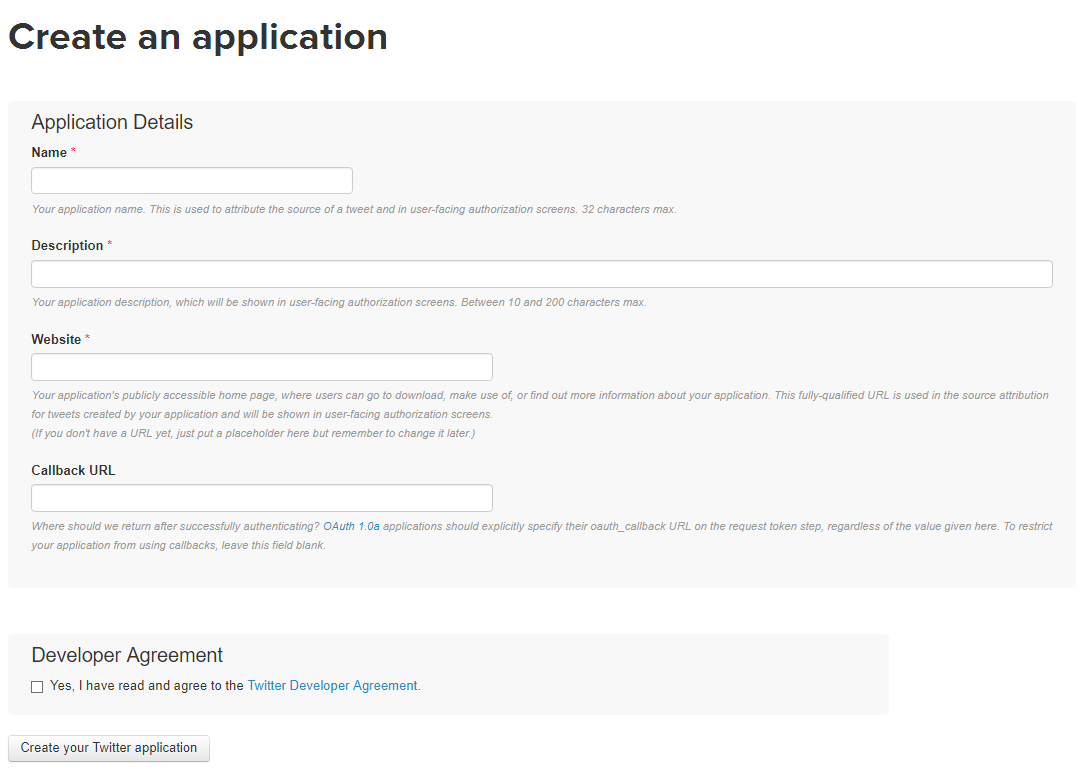 Create an application
Application Details
Name *
Your application name. This is used to attribute the source of a tweet and in user-facing authorization screens. 32 characters max.
Description *
Your application description, which will be shown in user-facing authorization screens. Between 10 and 200 characters max.
Website *
Your application's publicly accessible home page, where users can go to download, make use of, or find out more information about your application. This fully-qualified URL is used in the source attribution
for tweets created by your application and will be shown in user-facing authorization screens.
(If you don't have a URL yet, just put a placeholder here but remember to change it later.)
Callback URL
Where should we return after successfully authenticating? OAuth 1.0a applications should explicitly specify their oauth_callback URL on the request token step, regardless of the value given here. To restrict
your application from using callbacks, leave this field blank.
Developer Agreement
Yes, I have read and agree to the Twitter Developer Agreement.
Create your Twitter application